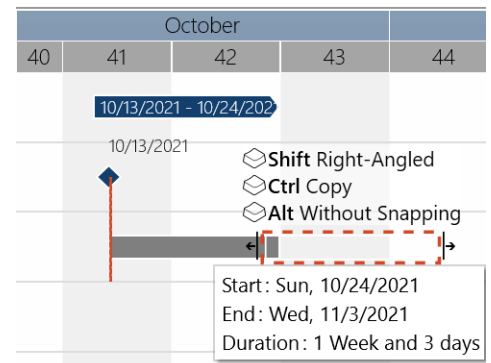 October
40 41 42 43 44
10/13/2021 - 10/24/202
10/13/2021
Shift Right-Angled
Ctrl Copy
Alt Without Snapping
Start: Sun, 10/24/2021
End: Wed, 11/3/2021
Duration: 1 Week and 3 days